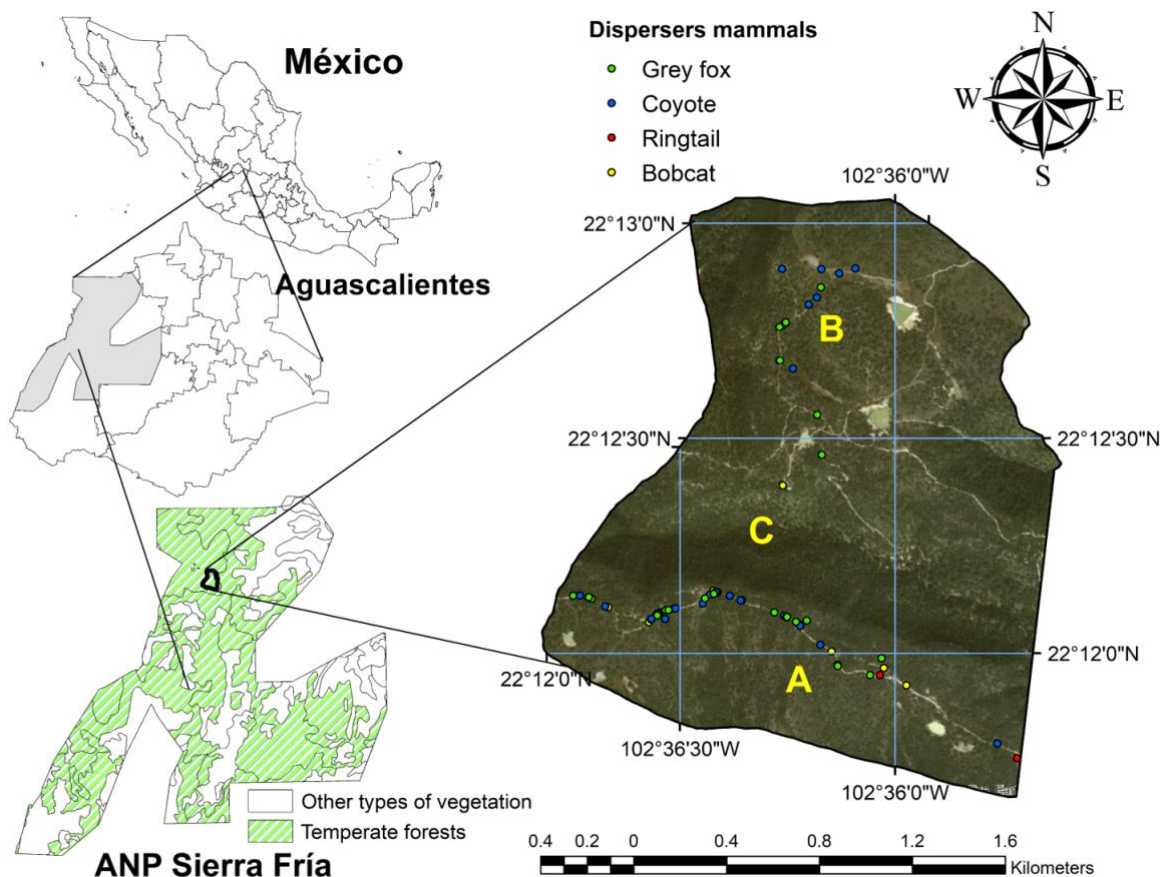 México
Aguascalientes
Other types of vegetation
Temperate forests
ANP Sierra Fría
Dispersers mammals
Grey fox
Coyote
Ringtail
Bobcat
N
W
E
S
102°36'0"W
22°13'0"N
B
22°12'30"N
22°12'30"N
C
22°12'0"N
22°12'0"N
A
102°36'30"W
102°36'0"W
0.4 0.2 0 0.4 0.8 1.2 1.6
Kilometers